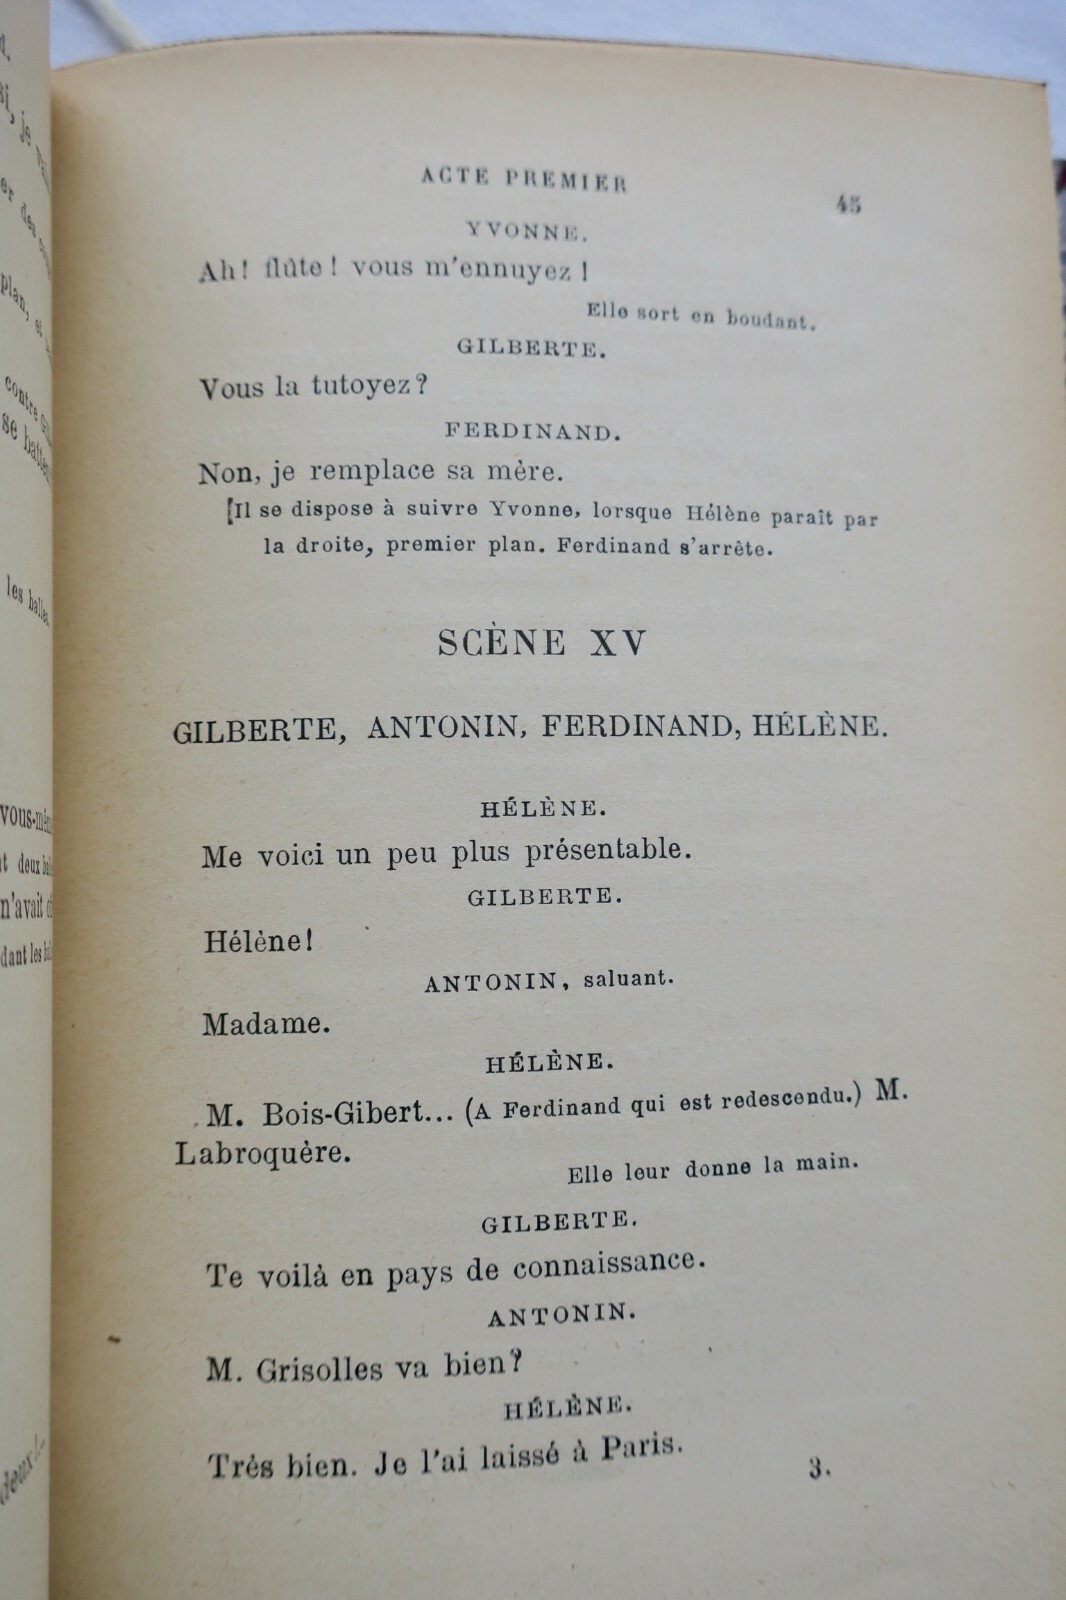 ACTE PREMIER
45
YVONNE.
Ah! flûte! vous m'ennuyez!
Elle sort en boudant.
GILBERTE.
Vous la tutoyez?
FERDINAND.
Non, je remplace sa mère.
[Il se dispose à suivre Yvonne, lorsque Hélène paraît par
la droite, premier plan. Ferdinand s'arrête.
SCÈNE XV
GILBERTE, ANTONIN, FERDINAND, HÉLÈNE.
HÉLÈNE.
Me voici un peu plus présentable.
GILBERTE.
Hélène!
ANTONIN, saluant.
Madame.
HÉLÈNE.
M. Bois-Gibert... (A Ferdinand qui est redescendu.) M.
Labroquère.
Elle leur donne la main.
GILBERTE.
Te voilà en pays de connaissance.
ANTONIN.
M. Grisolles va bien?
HÉLÈNE.
Très bien. Je l'ai laissé à Paris.
3.